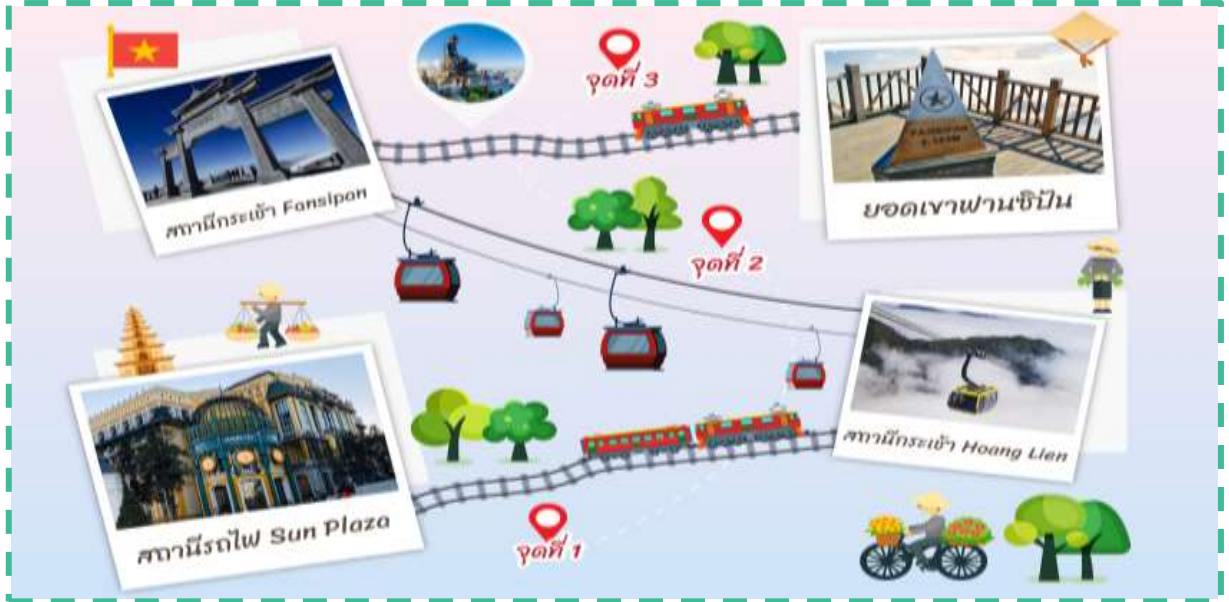 จุดที่ 3
สถานีกระเช้า Fansipan
ยอดเขาฟานซิปัน
จุดที่ 2
สถานีกระเช้า Hoang Lien
สถานีรถไฟ Sun Plaza
จุดที่ 1